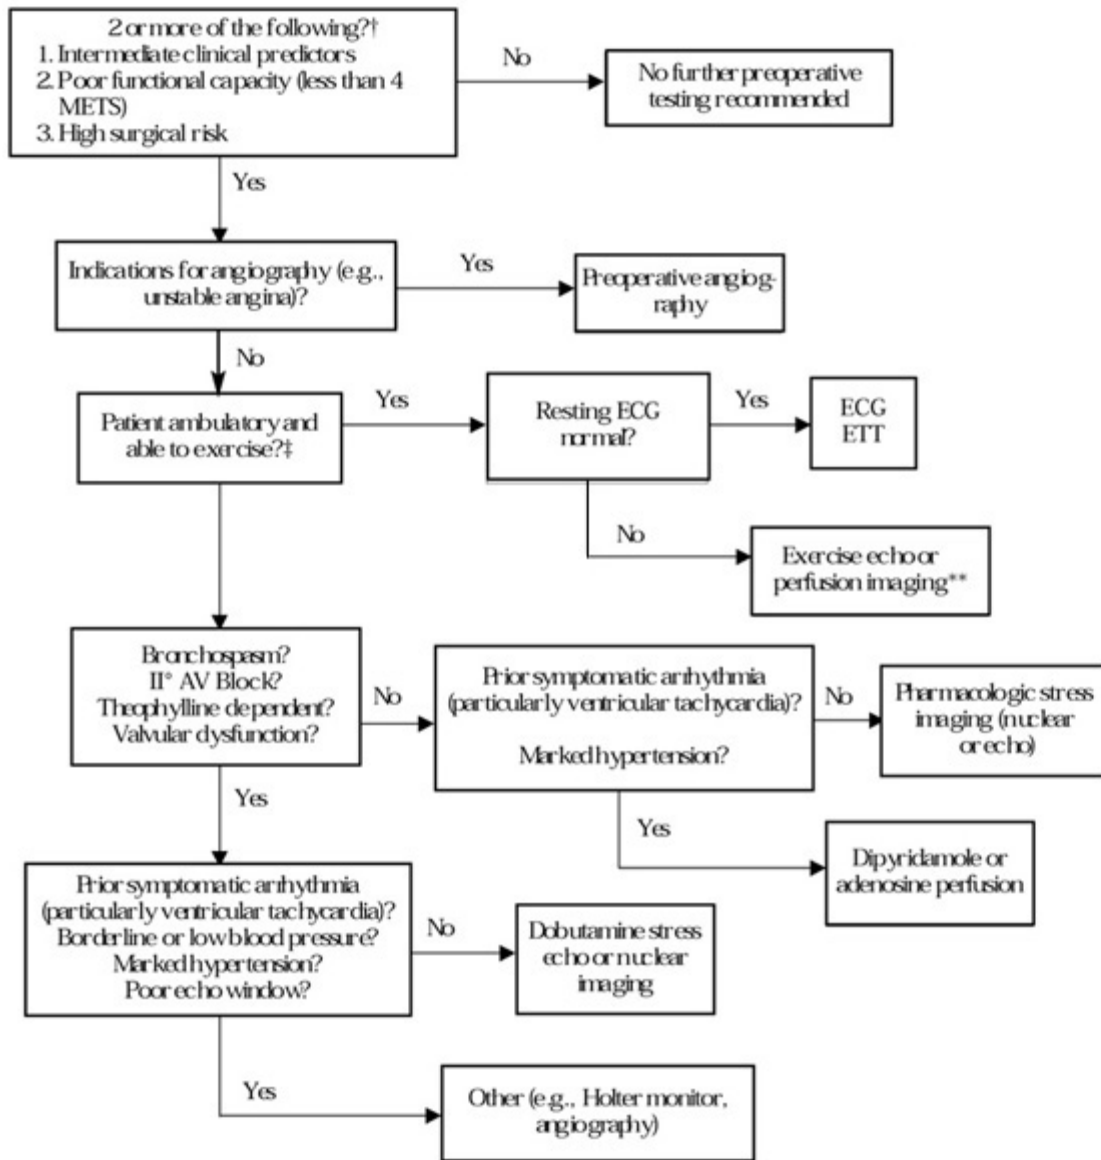 2 or more of the following?†
1. Intermediate clinical predictors
2. Poor functional capacity (less than 4
METS)
3. High surgical risk
No
No further preoperative
testing recommended
Yes
Indications for angiography (e.g.,
unstable angina)?
Yes
Preoperative angiog-
raphy
No
Patient ambulatory and
able to exercise?‡
Yes
Resting ECG
normal?
Yes
ECG
ETT
No
Exercise echo or
perfusion imaging**
Bronchospasm?
II° AV Block?
Theophylline dependent?
Valvular dysfunction?
No
Prior symptomatic arrhythmia
(particularly ventricular tachycardia)?
Marked hypertension?
No
Pharmacologic stress
imaging (nuclear
or echo)
Yes
Yes
Dipyridamole or
adenosine perfusion
Prior symptomatic arrhythmia
(particularly ventricular tachycardia)?
Borderline or low blood pressure?
Marked hypertension?
Poor echo window?
No
Dobutamine stress
echo or nuclear
imaging
Yes
Other (e.g., Holter monitor,
angiography)